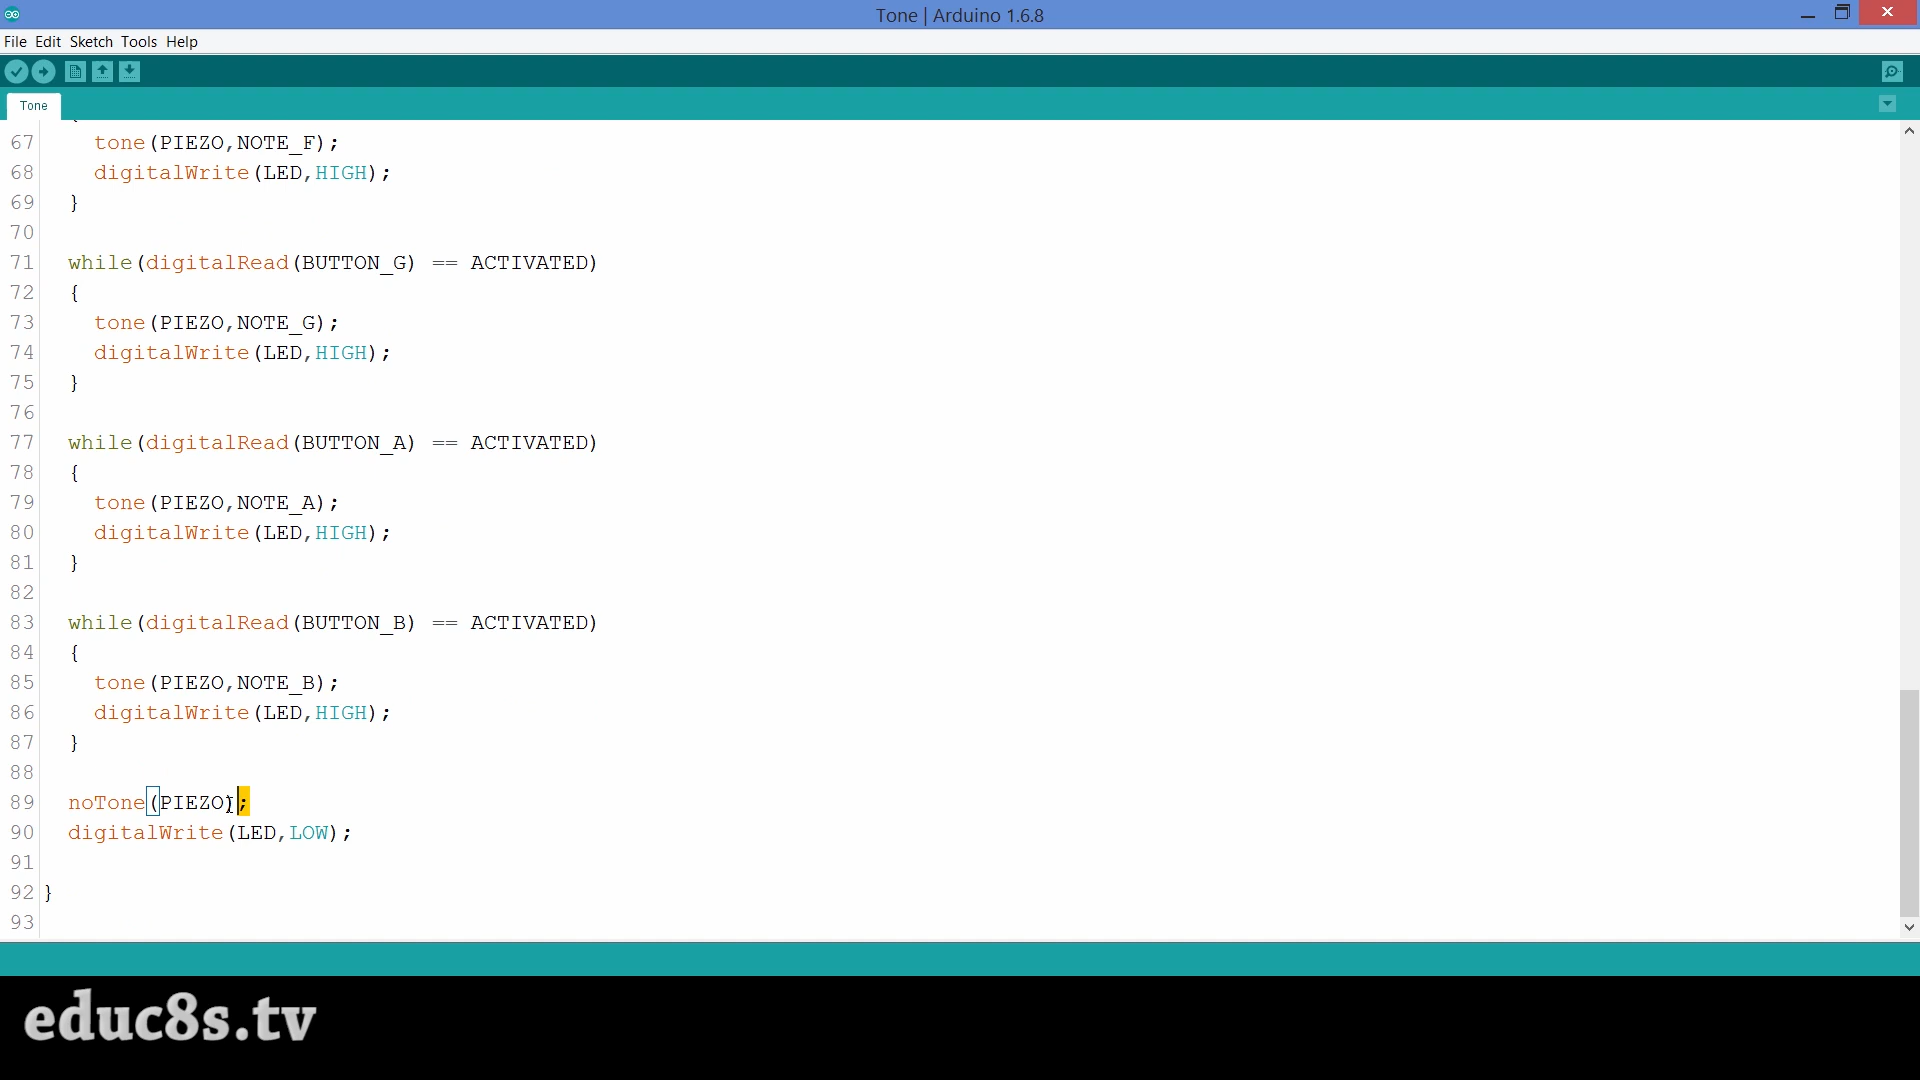 Tone | Arduino 1.6.8
File Edit Sketch Tools Help
Tone
67 tone(PIEZO,NOTE_F);
68 digitalWrite(LED,HIGH);
69 }
70
71 while(digitalRead(BUTTON_G) == ACTIVATED)
72 {
73 tone(PIEZO,NOTE_G);
74 digitalWrite(LED,HIGH);
75 }
76
77 while(digitalRead(BUTTON_A) == ACTIVATED)
78 {
79 tone(PIEZO,NOTE_A);
80 digitalWrite(LED,HIGH);
81 }
82
83 while(digitalRead(BUTTON_B) == ACTIVATED)
84 {
85 tone(PIEZO,NOTE_B);
86 digitalWrite(LED,HIGH);
87 }
88
89 noTone(PIEZO);
90 digitalWrite(LED,LOW);
91
92 }
93
educ8s.tv